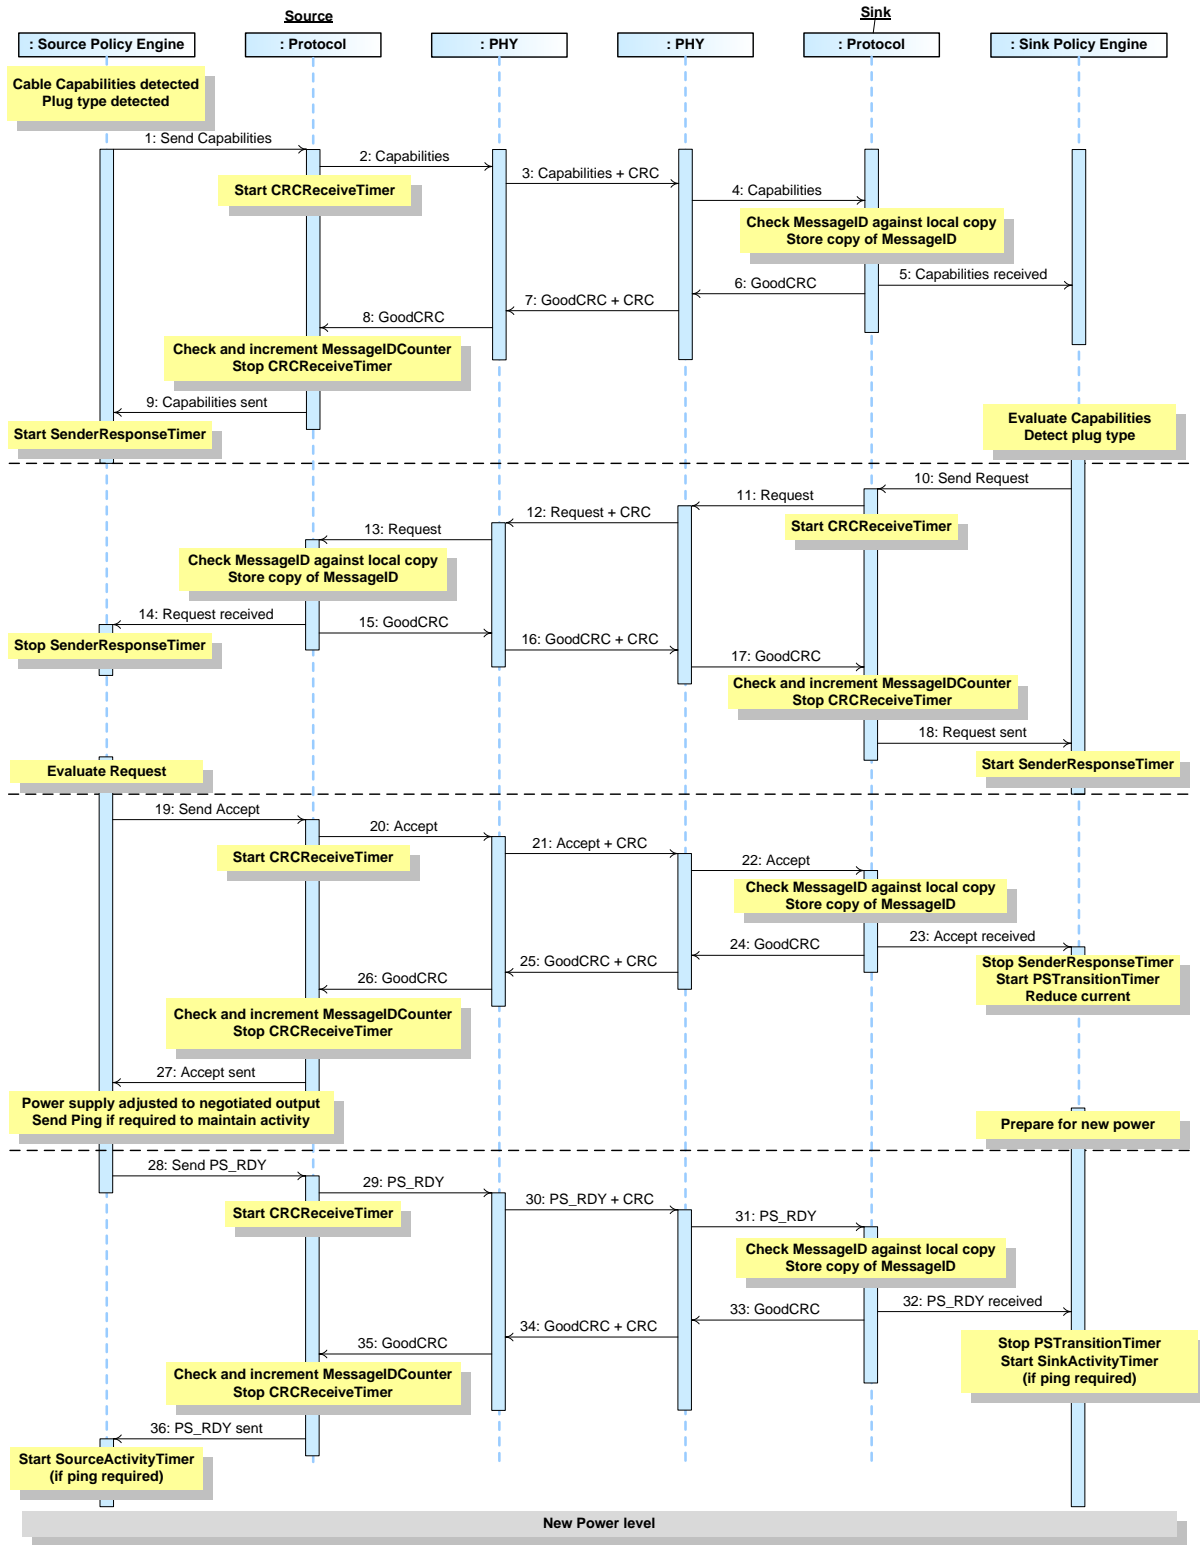 Source
Sink
: Source Policy Engine
: Protocol
: PHY
: PHY
: Protocol
: Sink Policy Engine
Cable Capabilities detected
Plug type detected
1: Send Capabilities
2: Capabilities
3: Capabilities + CRC
Start CRCReceiveTimer
4: Capabilities
Check MessageID against local copy
Store copy of MessageID
5: Capabilities received
6: GoodCRC
7: GoodCRC + CRC
8: GoodCRC
Check and increment MessageIDCounter
Stop CRCReceiveTimer
9: Capabilities sent
Start SenderResponseTimer
Evaluate Capabilities
Detect plug type
10: Send Request
11: Request
12: Request + CRC
Start CRCReceiveTimer
13: Request
Check MessageID against local copy
Store copy of MessageID
14: Request received
15: GoodCRC
Stop SenderResponseTimer
16: GoodCRC + CRC
17: GoodCRC
Check and increment MessageIDCounter
Stop CRCReceiveTimer
18: Request sent
Start SenderResponseTimer
Evaluate Request
19: Send Accept
20: Accept
21: Accept + CRC
Start CRCReceiveTimer
22: Accept
Check MessageID against local copy
Store copy of MessageID
23: Accept received
24: GoodCRC
25: GoodCRC + CRC
Stop SenderResponseTimer
Start PSTransitionTimer
Reduce current
26: GoodCRC
Check and increment MessageIDCounter
Stop CRCReceiveTimer
27: Accept sent
Power supply adjusted to negotiated output
Send Ping if required to maintain activity
Prepare for new power
28: Send PS_RDY
29: PS_RDY
30: PS_RDY + CRC
Start CRCReceiveTimer
31: PS_RDY
Check MessageID against local copy
Store copy of MessageID
32: PS_RDY received
33: GoodCRC
34: GoodCRC + CRC
35: GoodCRC
Stop PSTransitionTimer
Start SinkActivityTimer
(if ping required)
Check and increment MessageIDCounter
Stop CRCReceiveTimer
36: PS_RDY sent
Start SourceActivityTimer
(if ping required)
New Power level